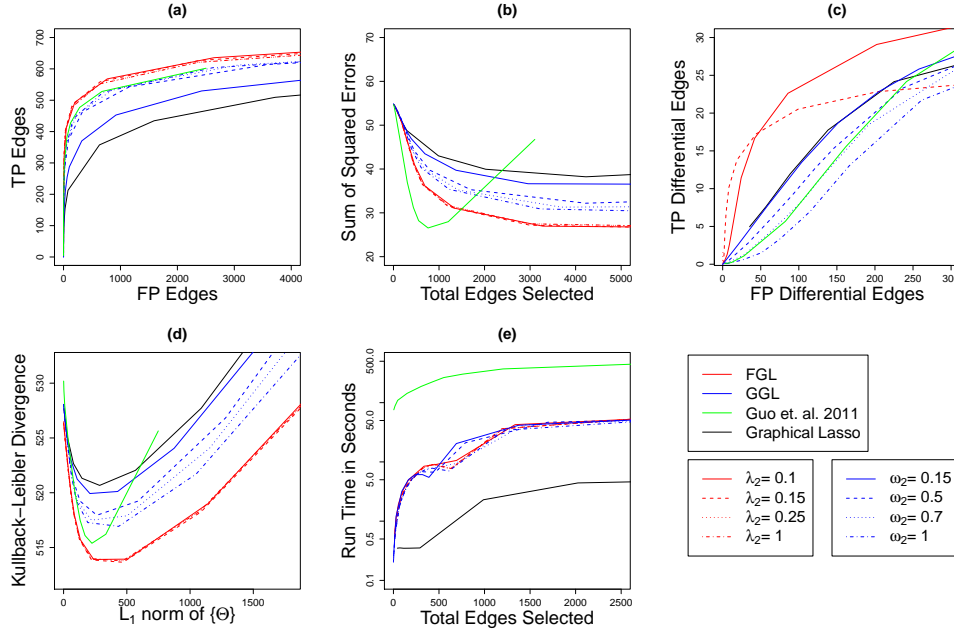 (a)
TP Edges
0 100 200 300 400 500 600 700
0 1000 2000 3000 4000
FP Edges
(b)
Sum of Squared Errors
20 30 40 50 60 70
0 1000 2000 3000 4000 5000
Total Edges Selected
(c)
TP Differential Edges
0 5 10 15 20 25 30
0 50 100 150 200 250 300
FP Differential Edges
(d)
Kullback−Leibler Divergence
515 520 525 530
0 500 1000 1500
L₁ norm of {Θ}
(e)
Run Time in Seconds
0.1 0.5 5.0 50.0 500.0
0 500 1000 1500 2000 2500
Total Edges Selected
FGL
GGL
Guo et. al. 2011
Graphical Lasso
λ₂= 0.1
λ₂= 0.15
λ₂= 0.25
λ₂= 1
ω₂= 0.15
ω₂= 0.5
ω₂= 0.7
ω₂= 1